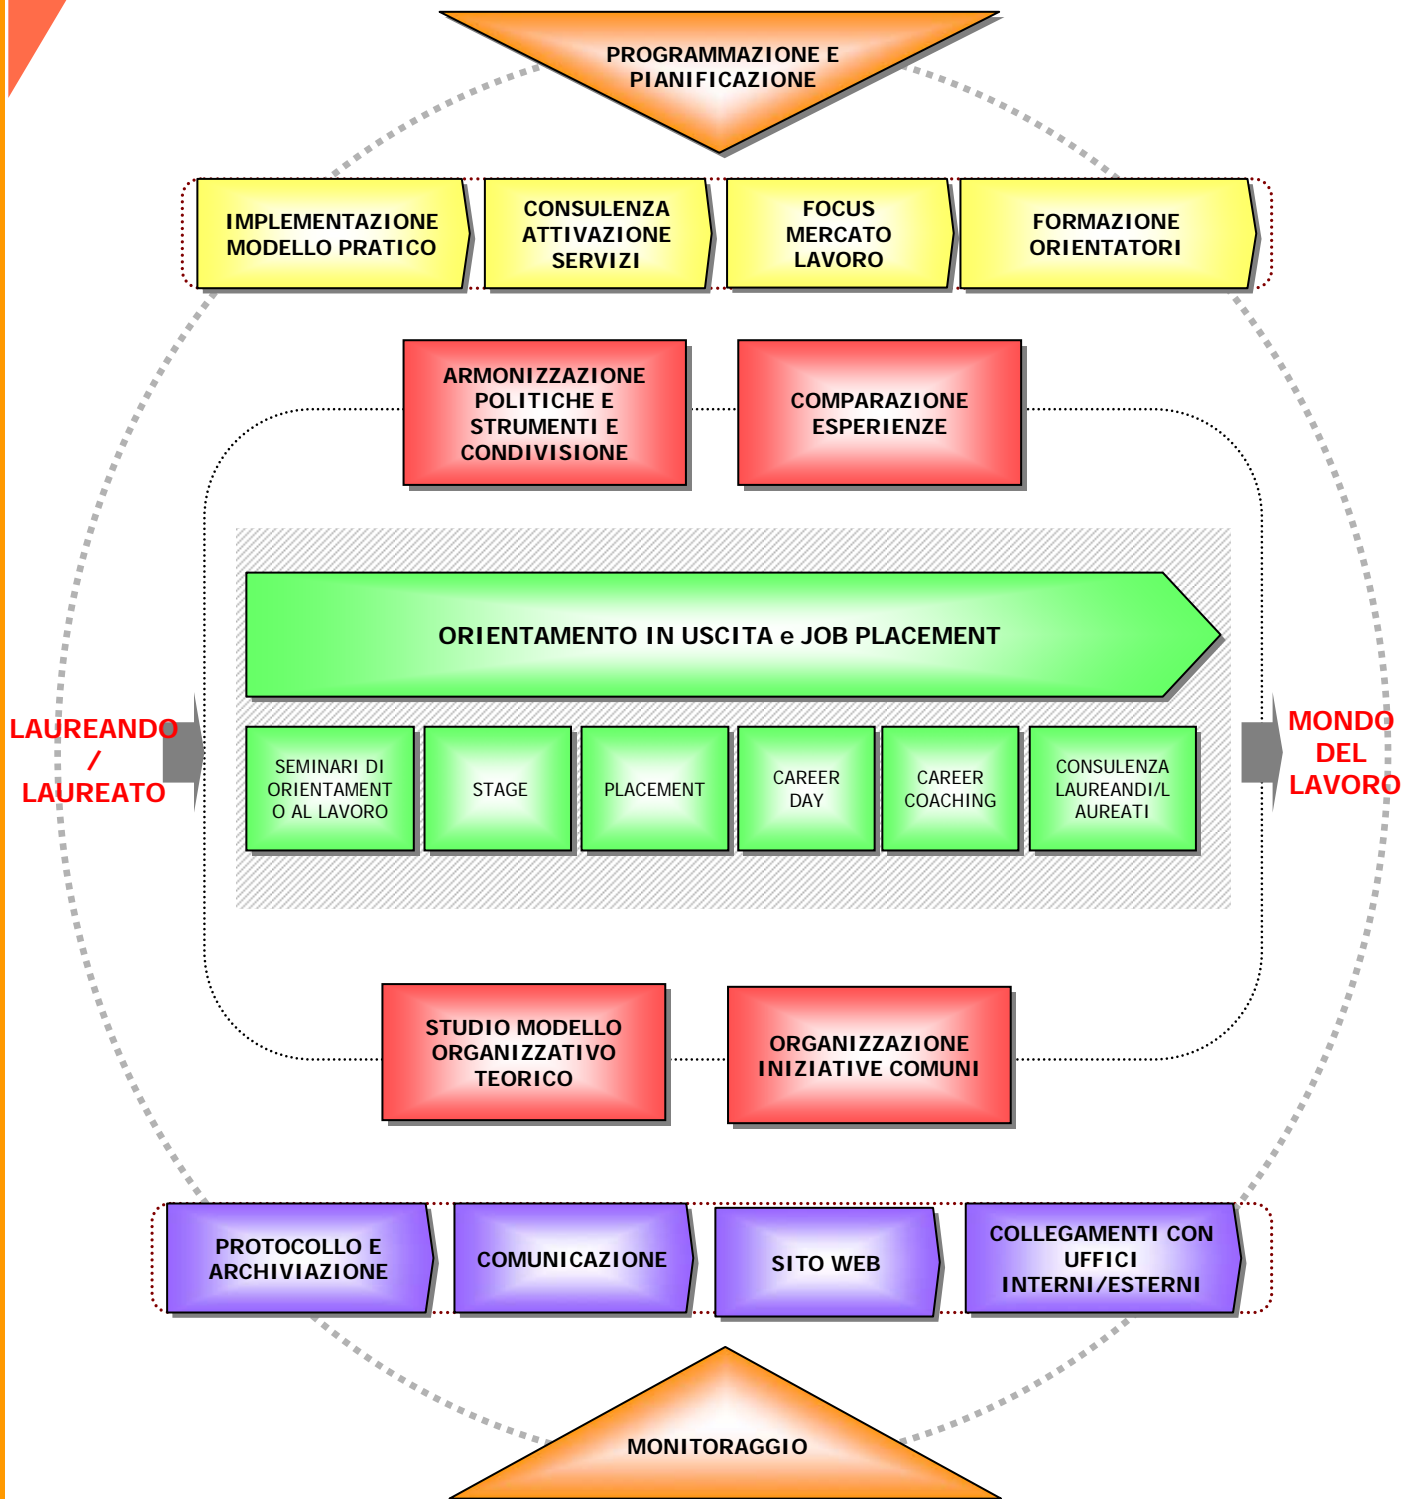 PROGRAMMAZIONE E
PIANIFICAZIONE
IMPLEMENTAZIONE
MODELLO PRATICO
CONSULENZA
ATTIVAZIONE
SERVIZI
FOCUS
MERCATO
LAVORO
FORMAZIONE
ORIENTATORI
ARMONIZZAZIONE
POLITICHE E
STRUMENTI E
CONDIVISIONE
COMPARAZIONE
ESPERIENZE
ORIENTAMENTO IN USCITA e JOB PLACEMENT
LAUREANDO
/
LAUREATO
SEMINARI DI
ORIENTAMENT
O AL LAVORO
STAGE
PLACEMENT
CAREER
DAY
CAREER
COACHING
CONSULENZA
LAUREANDI/L
AUREATI
MONDO
DEL
LAVORO
STUDIO MODELLO
ORGANIZZATIVO
TEORICO
ORGANIZZAZIONE
INIZIATIVE COMUNI
PROTOCOLLO E
ARCHIVIAZIONE
COMUNICAZIONE
SITO WEB
COLLEGAMENTI CON
UFFICI
INTERNI/ESTERNI
MONITORAGGIO